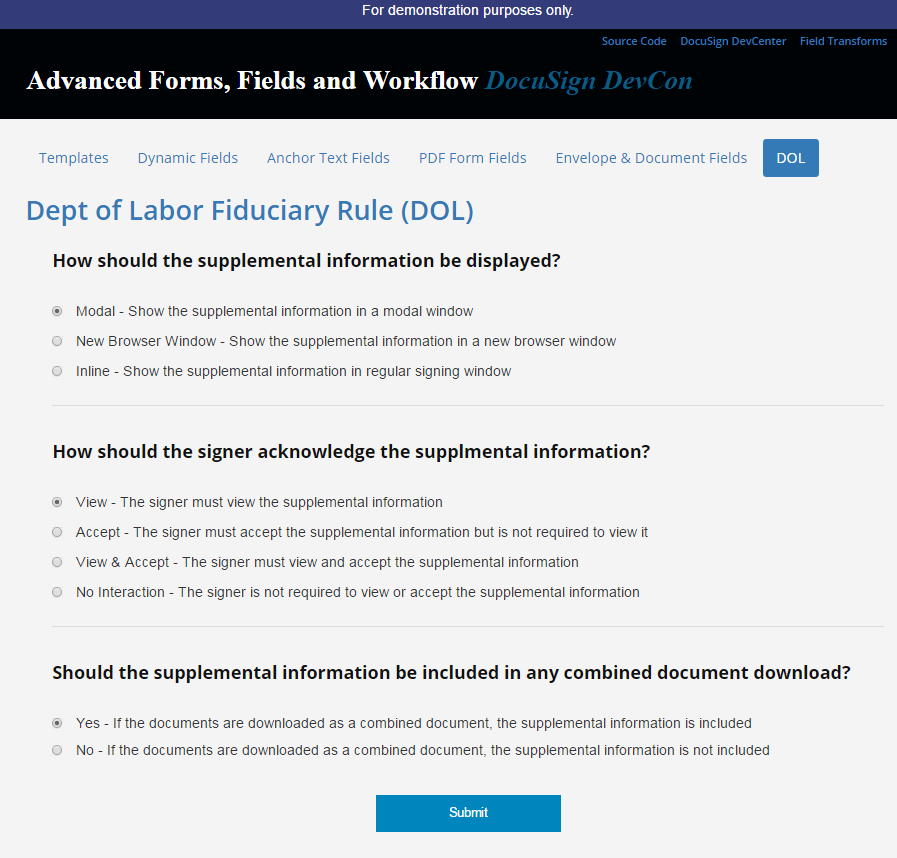 For demonstration purposes only.
Source Code DocuSign DevCenter Field Transforms
Advanced Forms, Fields and Workflow DocuSign DevCon
Templates Dynamic Fields Anchor Text Fields PDF Form Fields Envelope & Document Fields DOL
Dept of Labor Fiduciary Rule (DOL)
How should the supplemental information be displayed?
Modal - Show the supplemental information in a modal window
New Browser Window - Show the supplemental information in a new browser window
Inline - Show the supplemental information in regular signing window
How should the signer acknowledge the supplmental information?
View - The signer must view the supplemental information
Accept - The signer must accept the supplemental information but is not required to view it
View & Accept - The signer must view and accept the supplemental information
No Interaction - The signer is not required to view or accept the supplemental information
Should the supplemental information be included in any combined document download?
Yes - If the documents are downloaded as a combined document, the supplemental information is included
No - If the documents are downloaded as a combined document, the supplemental information is not included
Submit